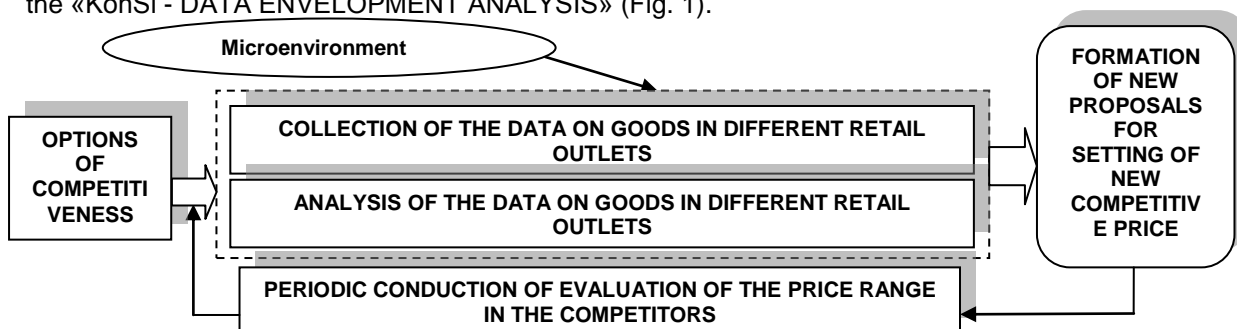 the «KonSi - DATA ENVELOPMENT ANALYSIS» (Fig. 1).
Microenvironment
OPTIONS
OF
COMPETITI
VENESS
COLLECTION OF THE DATA ON GOODS IN DIFFERENT RETAIL
OUTLETS
ANALYSIS OF THE DATA ON GOODS IN DIFFERENT RETAIL
OUTLETS
PERIODIC CONDUCTION OF EVALUATION OF THE PRICE RANGE
IN THE COMPETITORS
FORMATION
OF NEW
PROPOSALS
FOR
SETTING OF
NEW
COMPETITIV
E PRICE